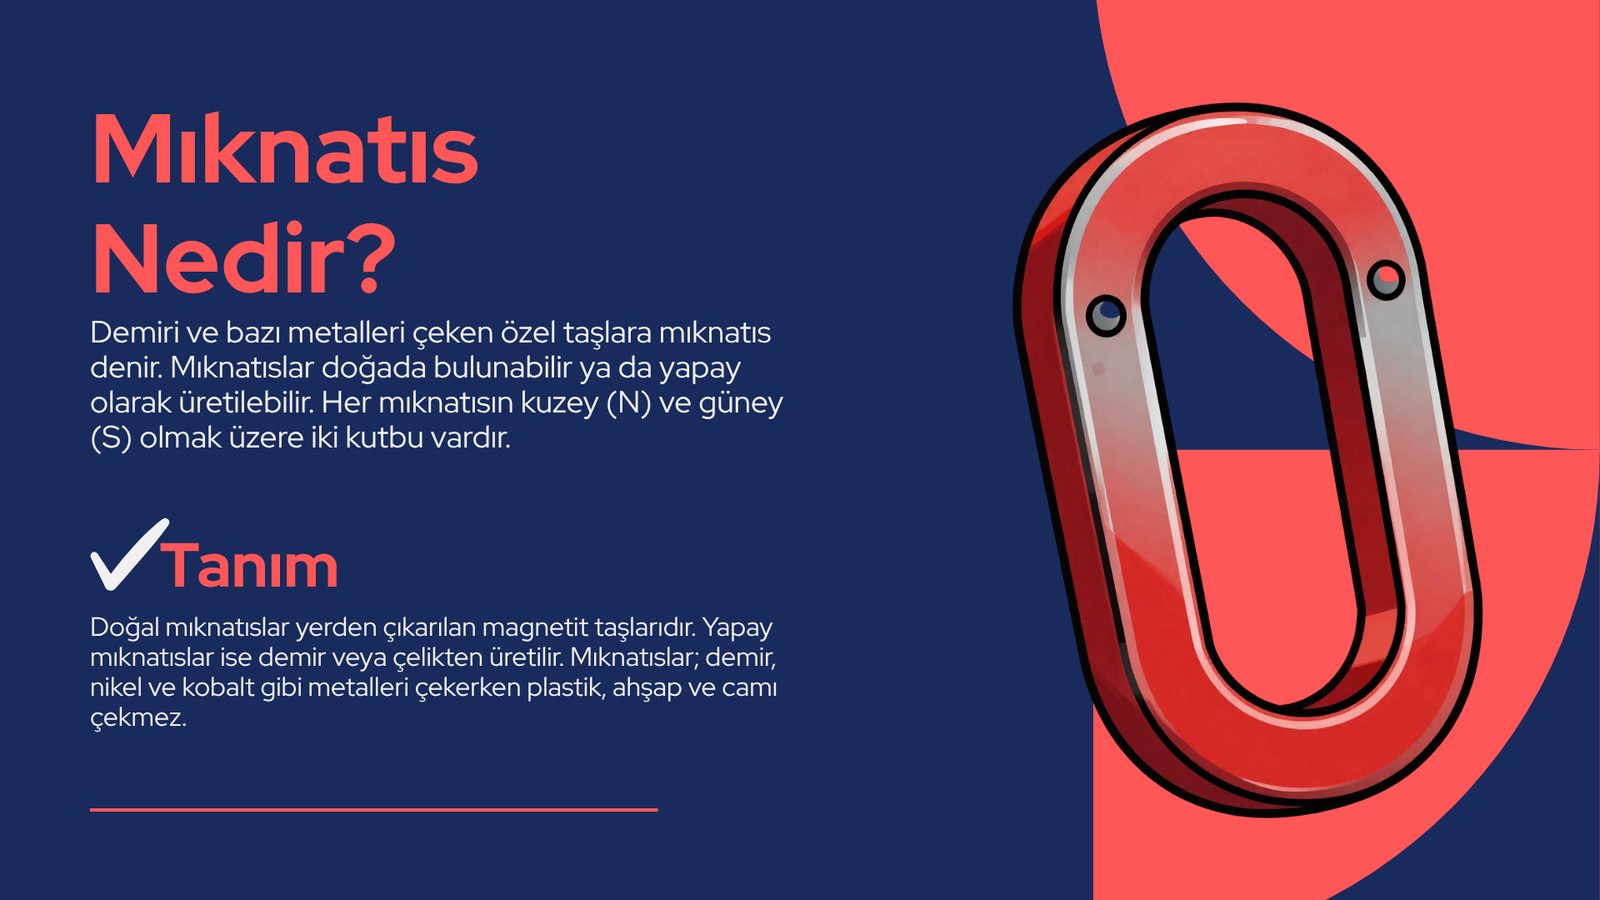 Mıknatıs
Nedir?
Demiri ve bazı metalleri çeken özel taşlara mıknatıs
denir. Mıknatıslar doğada bulunabilir ya da yapay
olarak üretilebilir. Her mıknatısın kuzey (N) ve güney
(S) olmak üzere iki kutbu vardır.
Tanım
Doğal mıknatıslar yerden çıkarılan magnetit taşlarıdır. Yapay
mıknatıslar ise demir veya çelikten üretilir. Mıknatıslar; demir,
nikel ve kobalt gibi metalleri çekerken plastik, ahşap ve camı
çekmez.